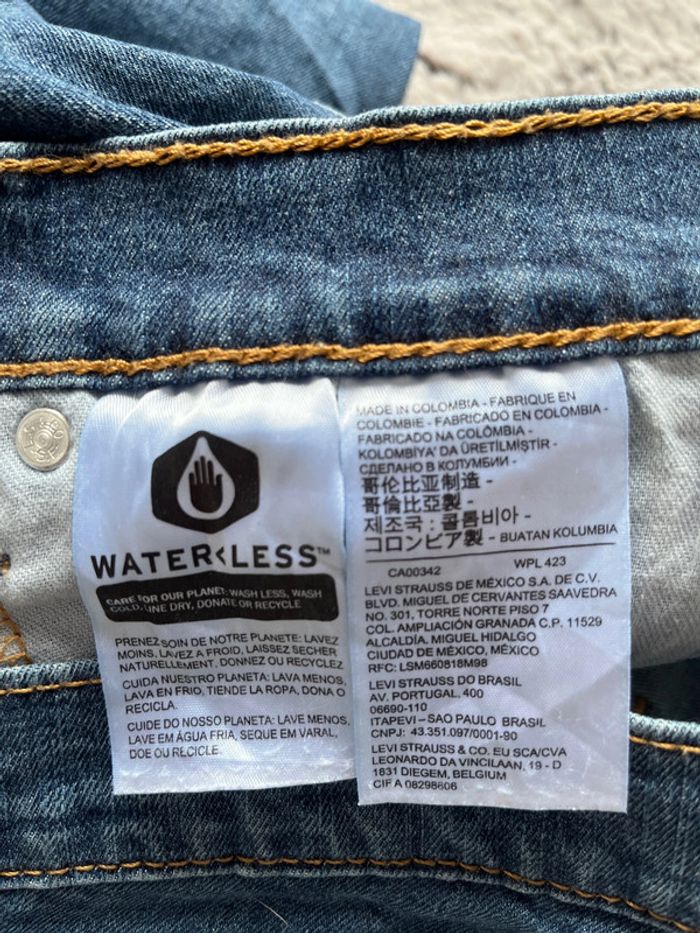 WATER<LESS™
CARE FOR OUR PLANET: WASH LESS, WASH
COLD, LINE DRY, DONATE OR RECYCLE
PRENEZ SOIN DE NOTRE PLANETE: LAVEZ
MOINS, LAVEZ A FROID, LAISSEZ SECHER
NATURELLEMENT, DONNEZ OU RECYCLEZ
CUIDA NUESTRO PLANETA: LAVA MENOS,
LAVA EN FRIO, TIENDE LA ROPA, DONA O
RECICLA.
CUIDE DO NOSSO PLANETA: LAVE MENOS,
LAVE EM ÁGUA FRIA, SEQUE EM VARAL,
DOE OU RECICLE.
MADE IN COLOMBIA - FABRIQUE EN
COLOMBIE - FABRICADO EN COLOMBIA -
FABRICADO NA COLÔMBIA -
KOLOMBİYA' DA ÜRETİLMİŞTİR -
СДЕЛАНО В КОЛУМБИИ -
哥伦比亚制造 -
哥倫比亞製 -
제조국: 콜롬비아 -
コロンビア製 - BUATAN KOLUMBIA
CA00342 WPL 423
LEVI STRAUSS DE MÉXICO S.A. DE C.V.
BLVD. MIGUEL DE CERVANTES SAAVEDRA
NO. 301, TORRE NORTE PISO 7
COL. AMPLIACIÓN GRANADA C.P. 11529
ALCALDÍA. MIGUEL HIDALGO
CIUDAD DE MÉXICO, MÉXICO
RFC: LSM660818M98
LEVI STRAUSS DO BRASIL
AV. PORTUGAL, 400
06690-110
ITAPEVI – SAO PAULO BRASIL
CNPJ: 43.351.097/0001-90
LEVI STRAUSS & CO. EU SCA/CVA
LEONARDO DA VINCILAAN, 19 - D
1831 DIEGEM, BELGIUM
CIF A 08298606